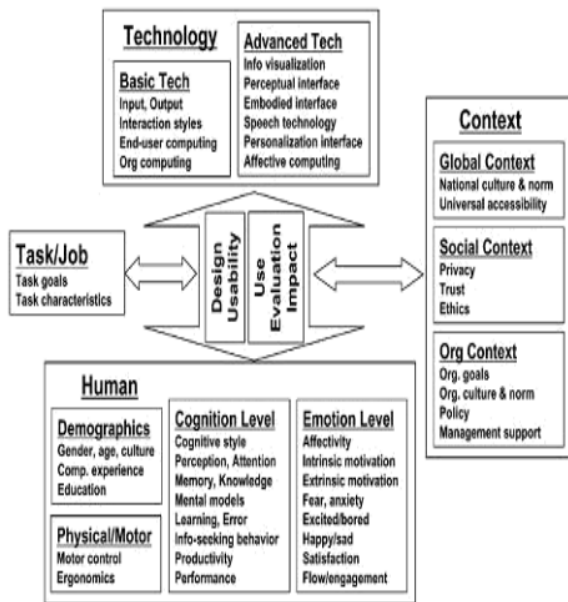 Technology
Basic Tech
Input, Output
Interaction styles
End-user computing
Org computing
Advanced Tech
Info visualization
Perceptual interface
Embodied interface
Speech technology
Personalization interface
Affective computing
Context
Global Context
National culture & norm
Universal accessibility
Social Context
Privacy
Trust
Ethics
Org Context
Org. goals
Org. culture & norm
Policy
Management support
Task/Job
Task goals
Task characteristics
Design
Usability
Use
Evaluation
Impact
Human
Demographics
Gender, age, culture
Comp. experience
Education
Physical/Motor
Motor control
Ergonomics
Cognition Level
Cognitive style
Perception, Attention
Memory, Knowledge
Mental models
Learning, Error
Info-seeking behavior
Productivity
Performance
Emotion Level
Affectivity
Intrinsic motivation
Extrinsic motivation
Fear, anxiety
Excited/bored
Happy/sad
Satisfaction
Flow/engagement